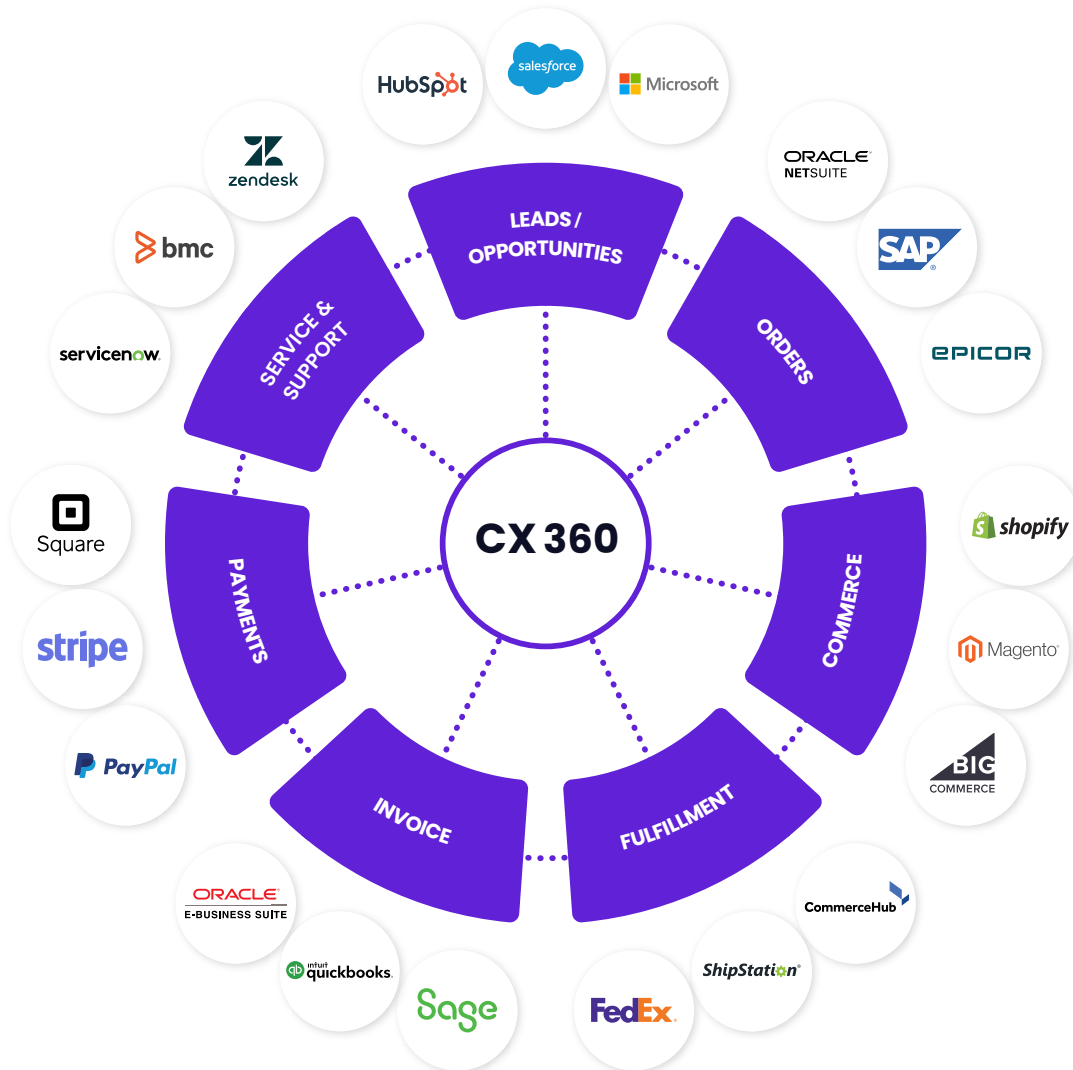 HubSpot
salesforce
Microsoft
ORACLE
NETSUITE
SAP
®
EPICOR
shopify
Magento®
BIG
COMMERCE
CommerceHub
ShipStation®
FedEx®
Sage
intuit
qb quickbooks.
ORACLE®
E-BUSINESS SUITE
PayPal
stripe
Square
servicenow.
bmc
zendesk
LEADS /
OPPORTUNITIES
ORDERS
COMMERCE
FULFILLMENT
INVOICE
PAYMENTS
SERVICE &
SUPPORT
CX 360